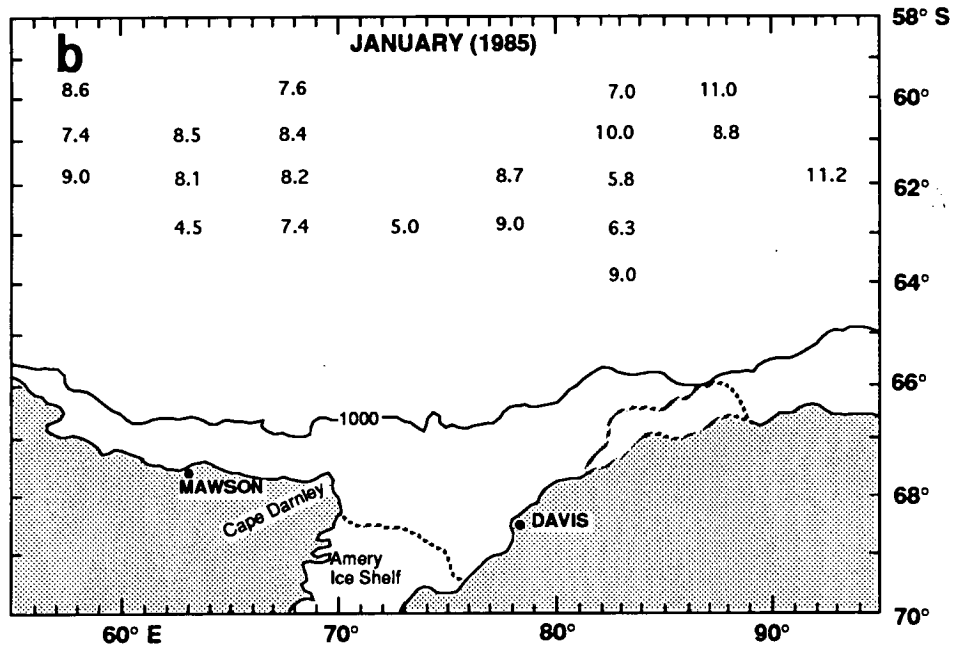 58° S
b
JANUARY (1985)
8.6 7.6 7.0 11.0 60°
7.4 8.5 8.4 10.0 8.8
9.0 8.1 8.2 8.7 5.8 11.2 62°
4.5 7.4 5.0 9.0 6.3
9.0 64°
66°
1000
MAWSON
Cape Darnley
68°
DAVIS
Amery
Ice Shelf
70°
60° E 70° 80° 90°